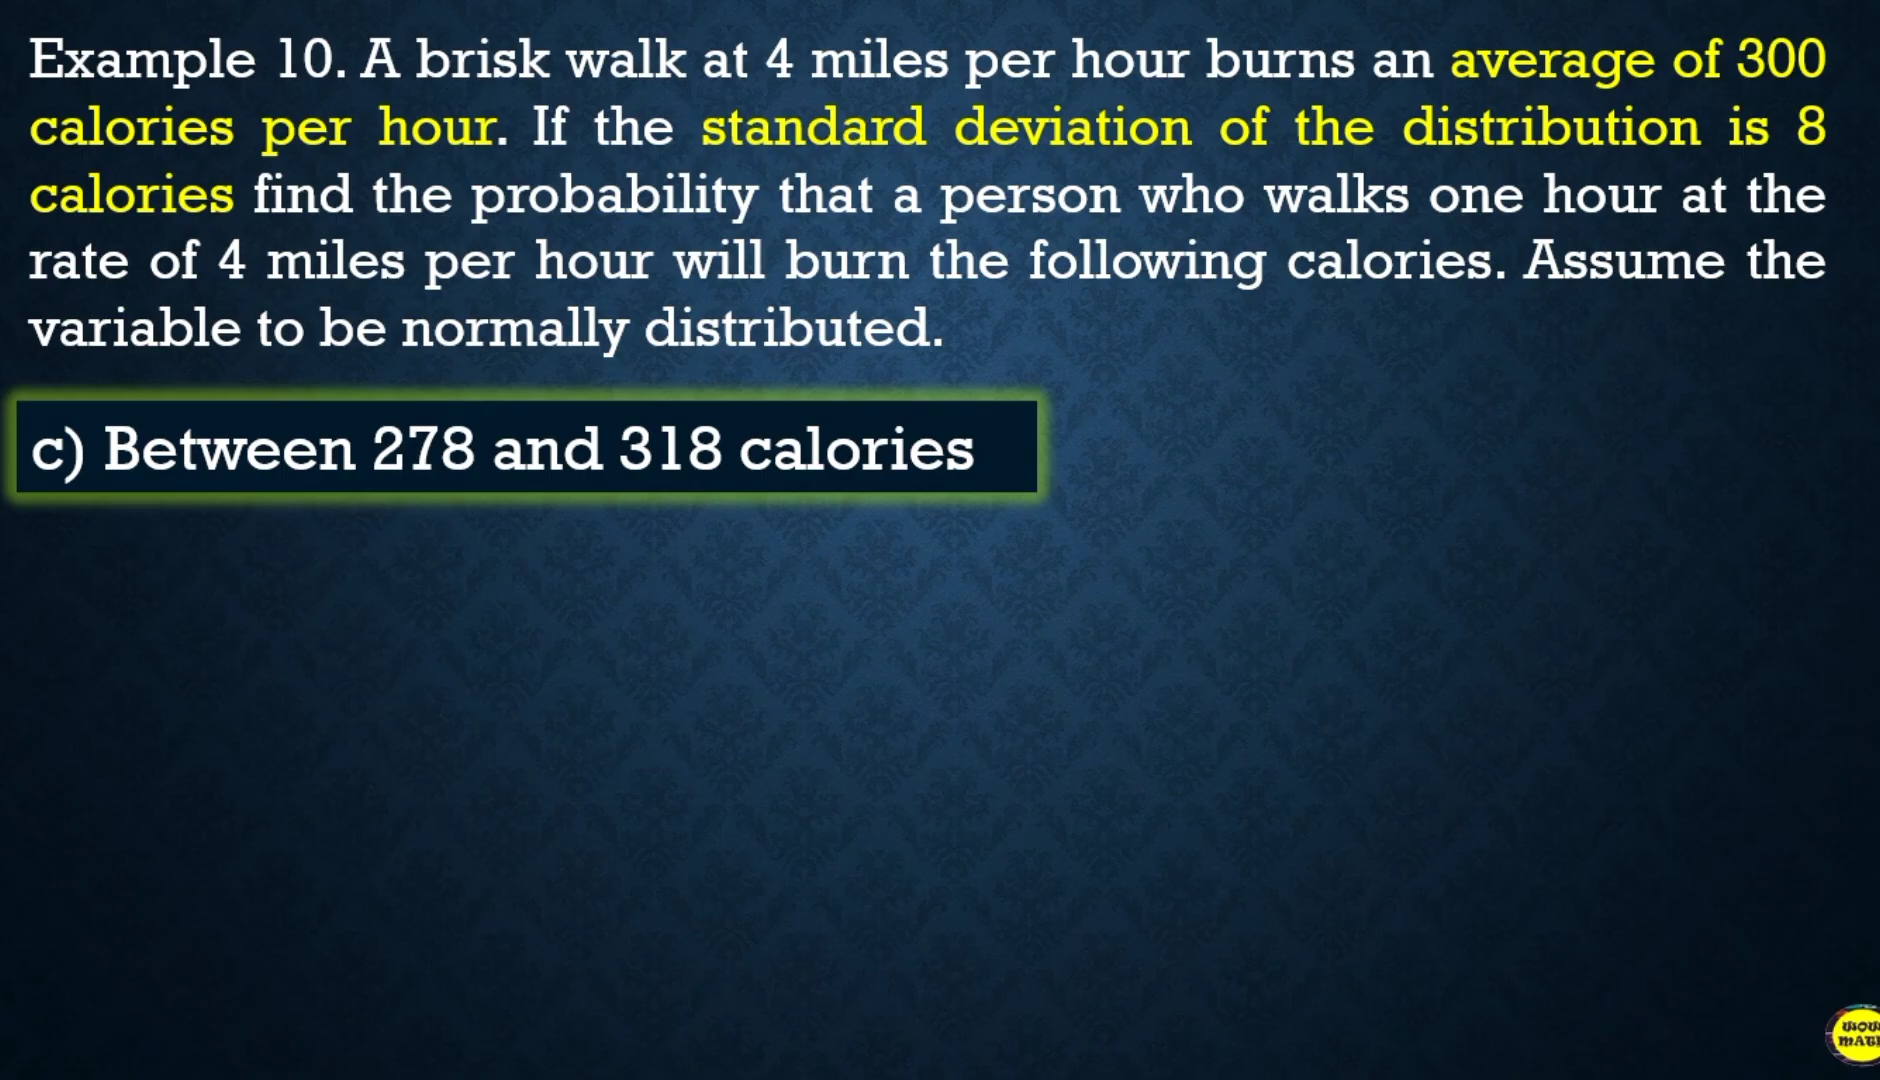 Example 10. A brisk walk at 4 miles per hour burns an average of 300
calories per hour. If the standard deviation of the distribution is 8
calories find the probability that a person who walks one hour at the
rate of 4 miles per hour will burn the following calories. Assume the
variable to be normally distributed.
c) Between 278 and 318 calories